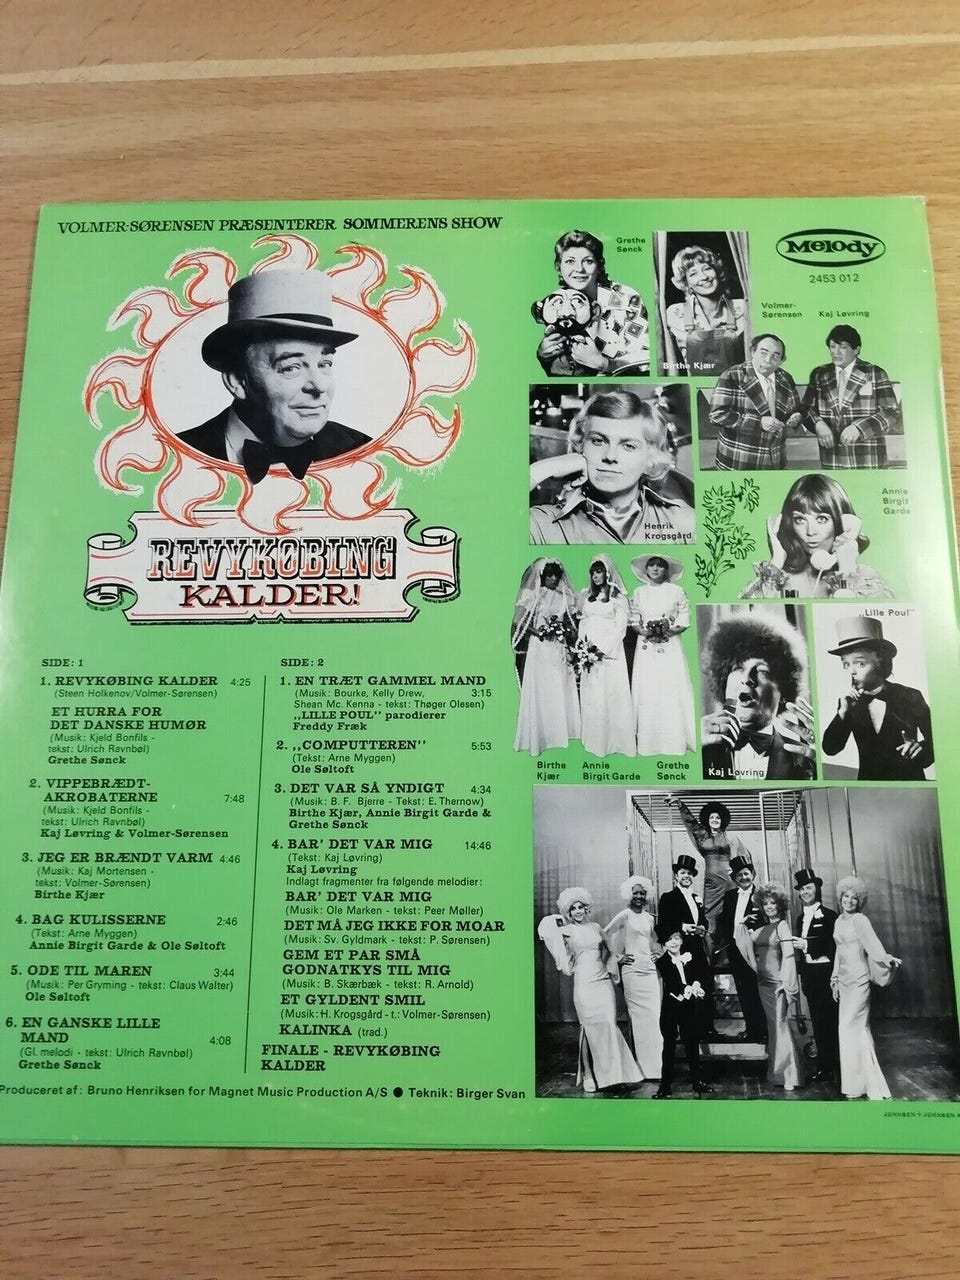 VOLMER-SØRENSEN PRÆSENTERER SOMMERENS SHOW
REVYKØBING
KALDER!
SIDE: 1
1. REVYKØBING KALDER 4:25
(Steen Holkenov/Volmer-Sørensen)
ET HURRA FOR
DET DANSKE HUMØR
(Musik: Kjeld Bonfils -
tekst: Ulrich Ravnbøl)
Grethe Sønck
2. VIPPEBRÆDT-
AKROBATERNE 7:48
(Musik: Kjeld Bonfils -
tekst: Ulrich Ravnbøl)
Kaj Løvring & Volmer-Sørensen
3. JEG ER BRÆNDT VARM 4:46
(Musik: Kaj Mortensen -
tekst: Volmer-Sørensen)
Birthe Kjær
4. BAG KULISSERNE 2:46
(Tekst: Arne Myggen)
Annie Birgit Garde & Ole Søltoft
5. ODE TIL MAREN 3:44
(Musik: Per Gryming - tekst: Claus Walter)
Ole Søltoft
6. EN GANSKE LILLE
MAND 4:08
(Gl. melodi - tekst: Ulrich Ravnbøl)
Grethe Sønck
SIDE: 2
1. EN TRÆT GAMMEL MAND
(Musik: Bourke, Kelly Drew, 3:15
Shean Mc. Kenna - tekst: Thøger Olesen)
,,LILLE POUL" parodierer
Freddy Fræk
2. ,,COMPUTTEREN" 5:53
(Tekst: Arne Myggen)
Ole Søltoft
3. DET VAR SÅ YNDIGT 4:34
(Musik: B. F. Bjerre - Tekst: E. Thernow)
Birthe Kjær, Annie Birgit Garde &
Grethe Sønck
4. BAR' DET VAR MIG 14:46
(Tekst: Kaj Løvring)
Kaj Løvring
Indlagt fragmenter fra følgende melodier:
BAR' DET VAR MIG
(Musik: Ole Marken - tekst: Peer Møller)
DET MÅ JEG IKKE FOR MOAR
(Musik: Sv. Gyldmark - tekst: P. Sørensen)
GEM ET PAR SMÅ
GODNATKYS TIL MIG
(Musik: B. Skærbæk - tekst: R. Arnold)
ET GYLDENT SMIL
(Musik: H. Krogsgård - t.: Volmer-Sørensen)
KALINKA (trad.)
FINALE - REVYKØBING
KALDER
Produceret af: Bruno Henriksen for Magnet Music Production A/S ● Teknik: Birger Svan
Grethe
Sønck
Birthe Kjær
Melody
2453 012
Volmer-
Sørensen
Kaj Løvring
Henrik
Krogsgård
Annie
Birgit
Garde
Birthe
Kjær
Annie
Birgit Garde
Grethe
Sønck
Kaj Løvring
,,Lille Poul"
JOHNSEN + JOHNSEN